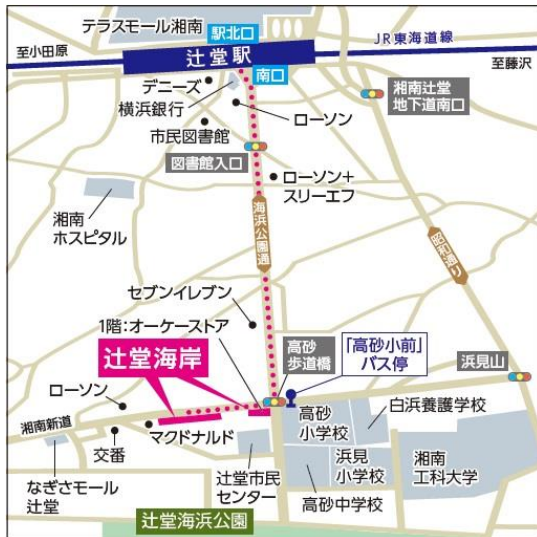 テラスモール湘南
駅北口
JR東海道線
至小田原
辻堂駅
至藤沢
デニーズ
南口
横浜銀行
湘南辻堂
地下道南口
ローソン
市民図書館
図書館入口
ローソン+
スリーエフ
湘南
ホスピタル
海浜公園通
昭和通り
セブンイレブン
1階:オーケーストア
辻堂海岸
高砂
歩道橋
「高砂小前」
バス停
浜見山
ローソン
湘南新道
マクドナルド
交番
高砂
小学校
白浜養護学校
なぎさモール
辻堂
辻堂市民
センター
浜見
小学校
湘南
工科大学
高砂中学校
辻堂海浜公園